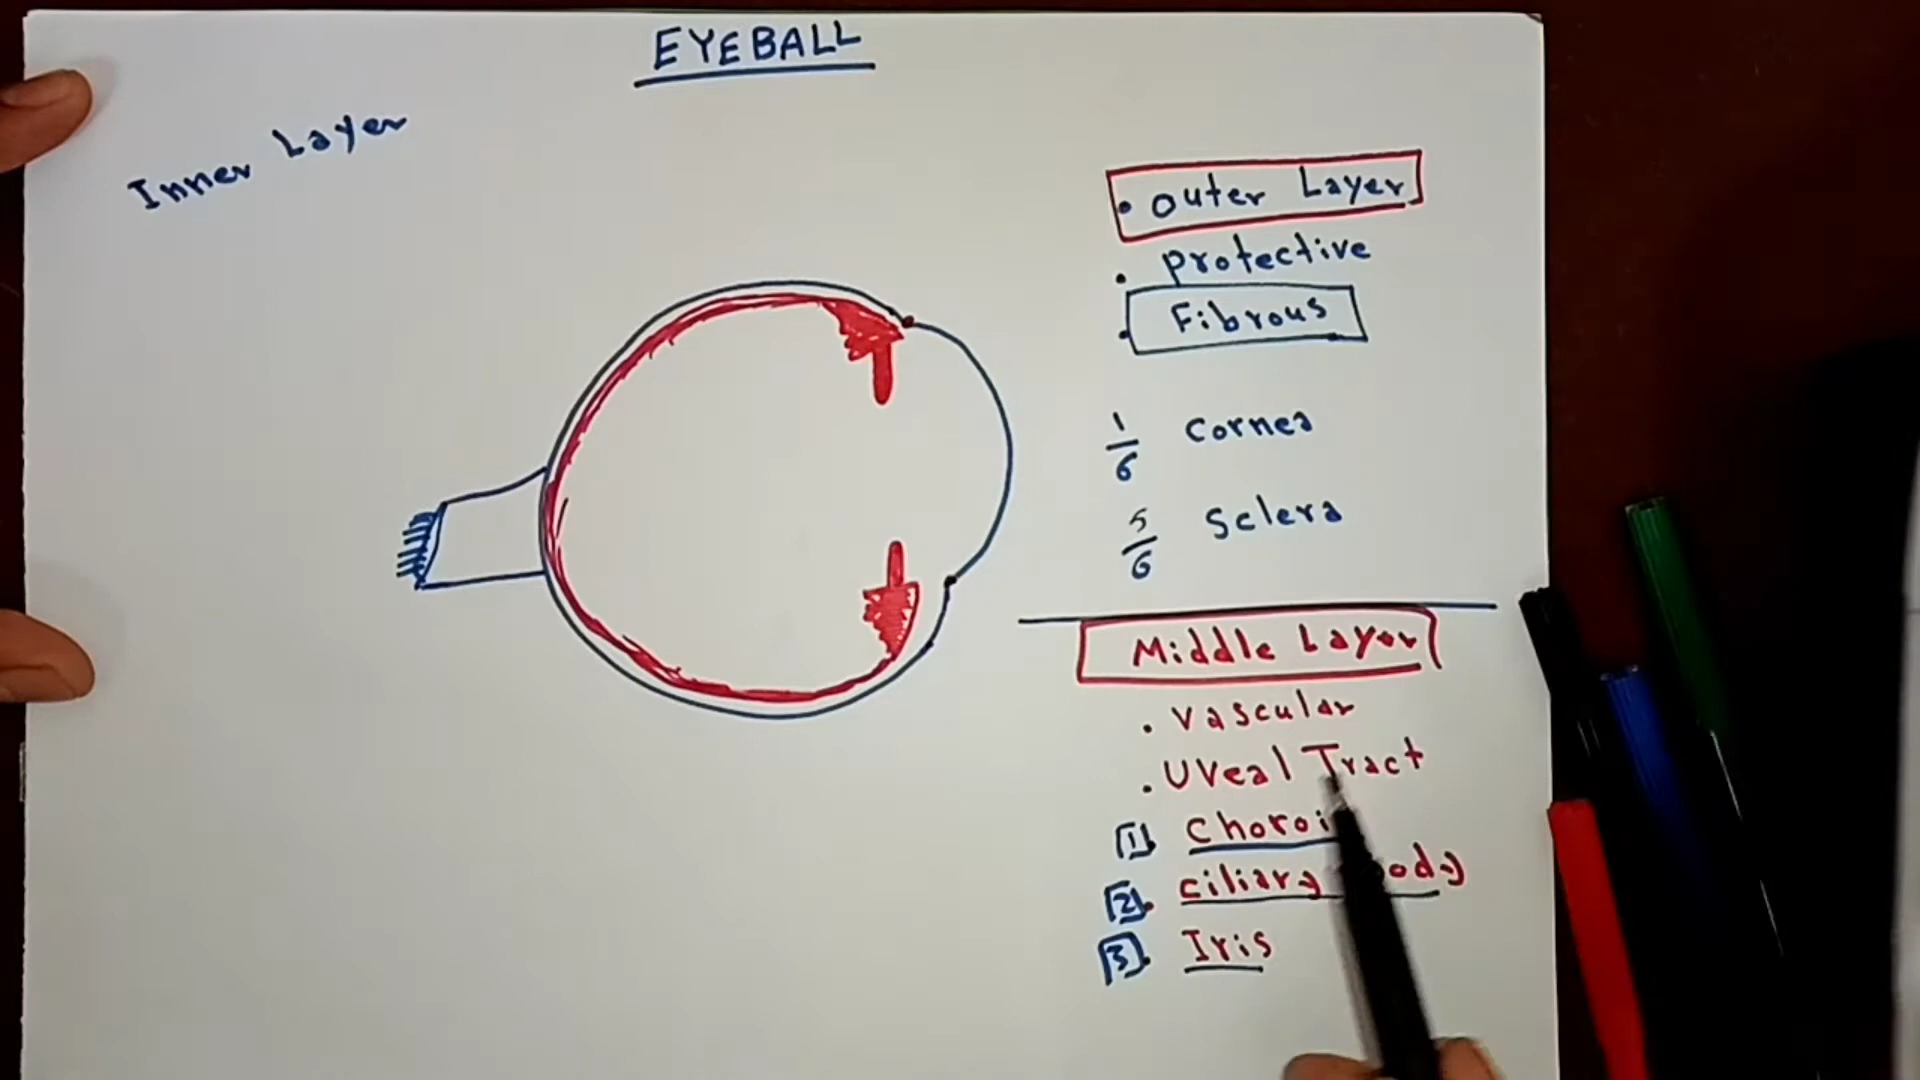 EYEBALL
Inner Layer
• Outer Layer
• Protective
• Fibrous
1/6 Cornea
5/6 Sclera
Middle Layer
• Vascular
• Uveal Tract
1.
2. Ciliary
3. Iris